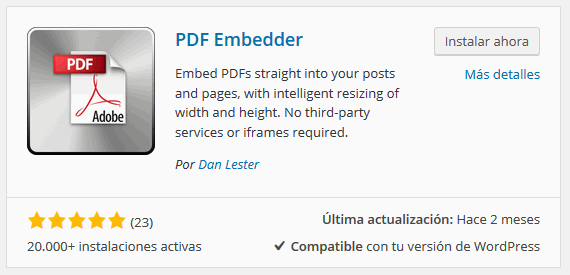 PDF
Adobe
PDF Embedder
Instalar ahora
Más detalles
Embed PDFs straight into your posts
and pages, with intelligent resizing of
width and height. No third-party
services or iframes required.
Por Dan Lester
(23)
20.000+ instalaciones activas
Última actualización: Hace 2 meses
Compatible con tu versión de WordPress